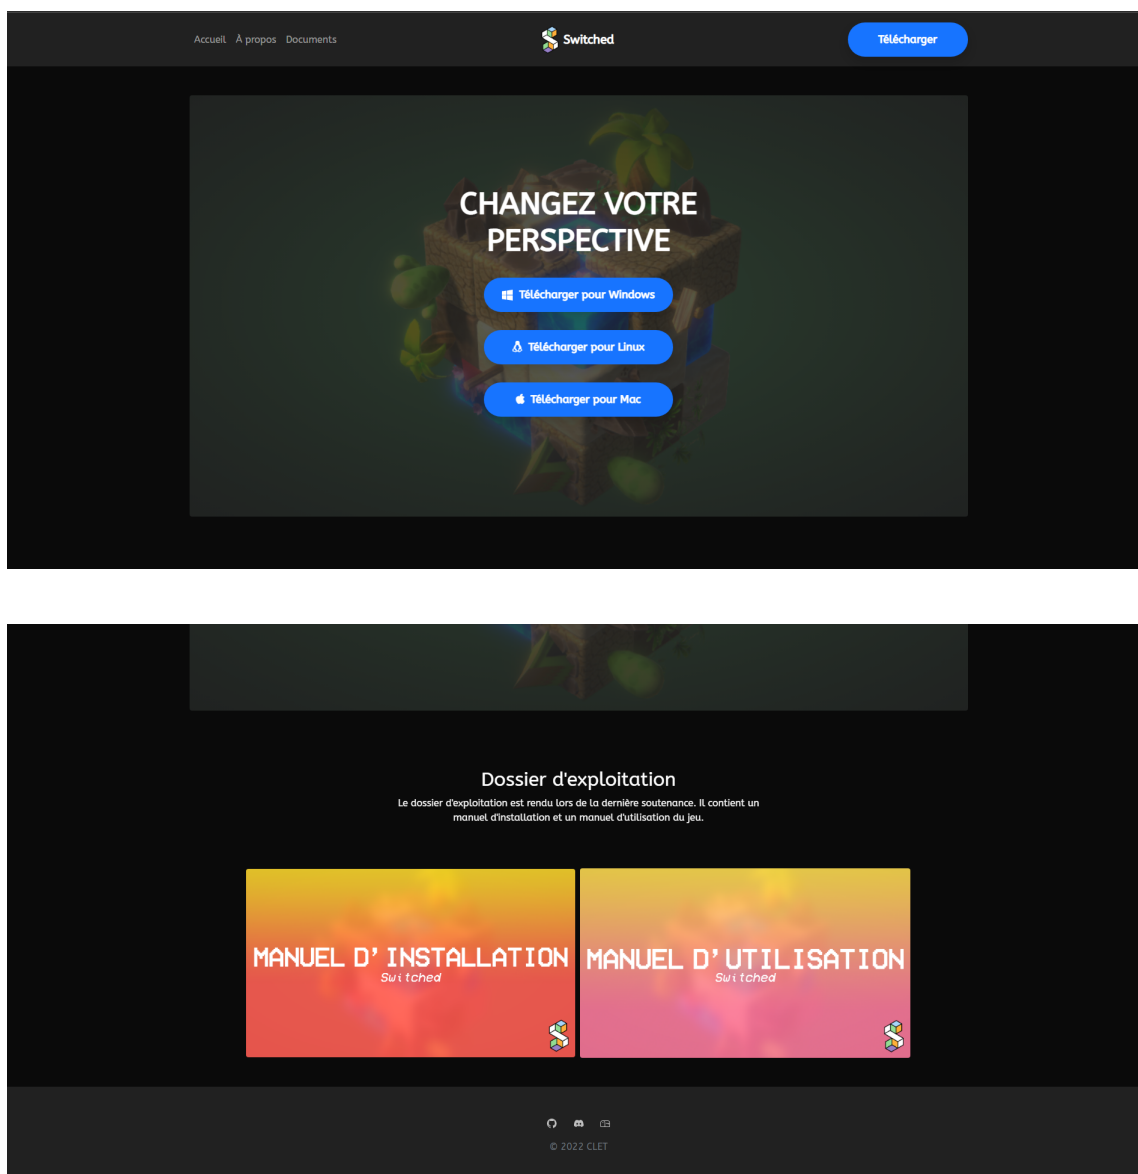 Accueil À propos Documents
Switched
Télécharger
CHANGEZ VOTRE
PERSPECTIVE
Télécharger pour Windows
Télécharger pour Linux
Télécharger pour Mac
Dossier d'exploitation
Le dossier d'exploitation est rendu lors de la dernière soutenance. Il contient un
manuel d'installation et un manuel d'utilisation du jeu.
MANUEL D'INSTALLATION
Switched
MANUEL D'UTILISATION
Switched
© 2022 CLET